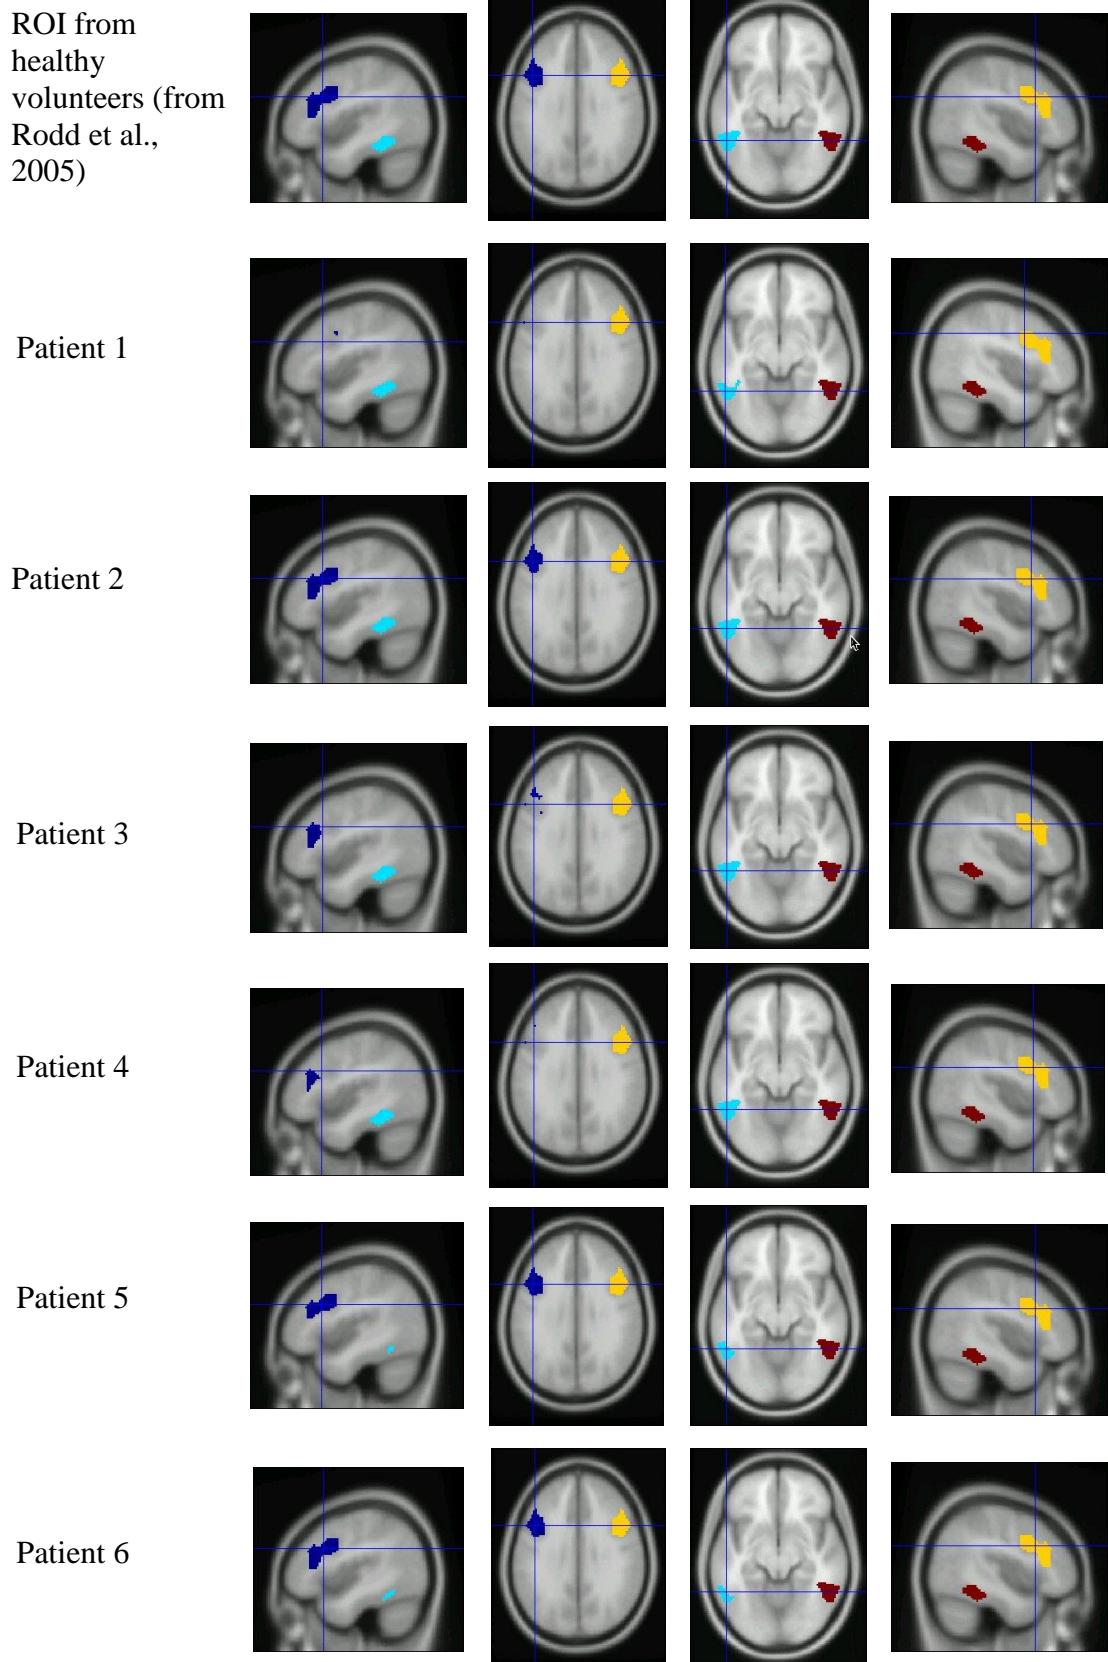 ROI from
healthy
volunteers (from
Rodd et al.,
2005)
Patient 1
Patient 2
Patient 3
Patient 4
Patient 5
Patient 6